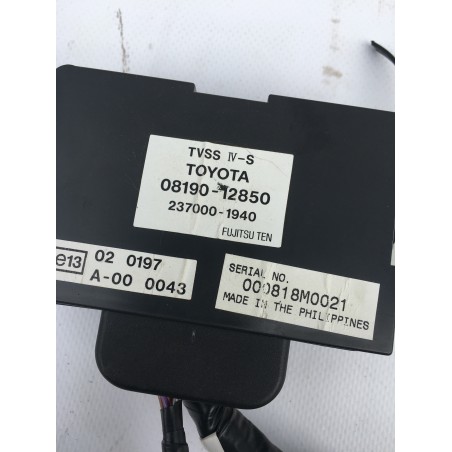 TVSS IV-S
TOYOTA
08190-12850
237000-1940
FUJITSU TEN
e13
02 0197
A-00 0043
SERIAL NO.
000818M0021
MADE IN THE PHILIPPINES